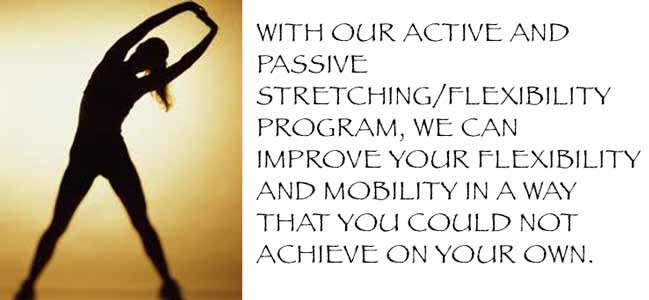 WITH OUR ACTIVE AND
PASSIVE
STRETCHING/FLEXIBILITY
PROGRAM, WE CAN
IMPROVE YOUR FLEXIBILITY
AND MOBILITY IN A WAY
THAT YOU COULD NOT
ACHIEVE ON YOUR OWN.